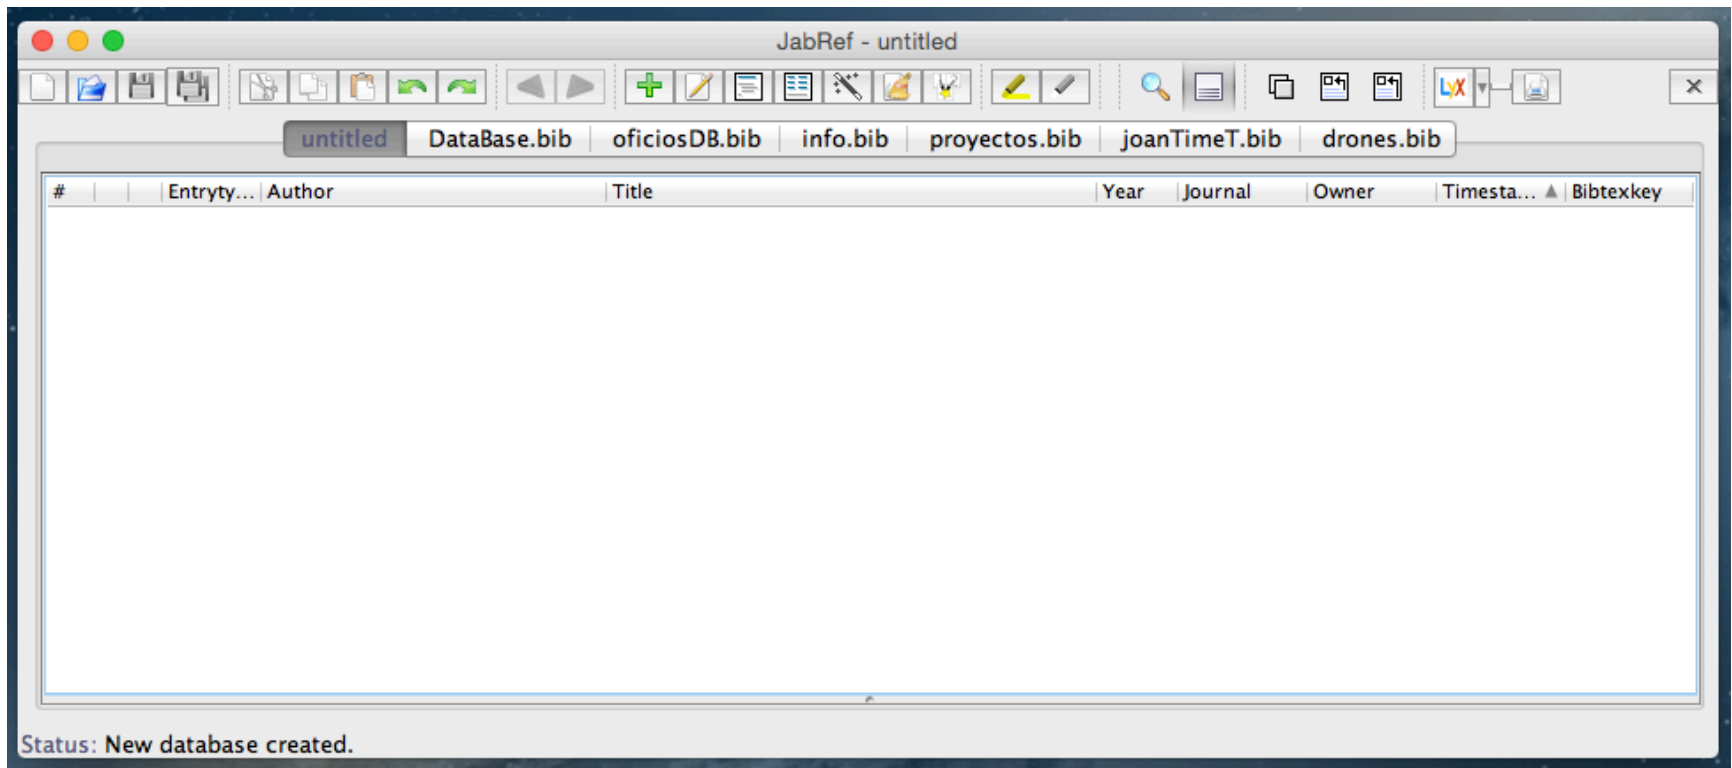 JabRef - untitled
LyX
untitled DataBase.bib oficiosDB.bib info.bib proyectos.bib joanTimeT.bib drones.bib
# Entryty... Author Title Year Journal Owner Timesta... Bibtexkey
Status: New database created.